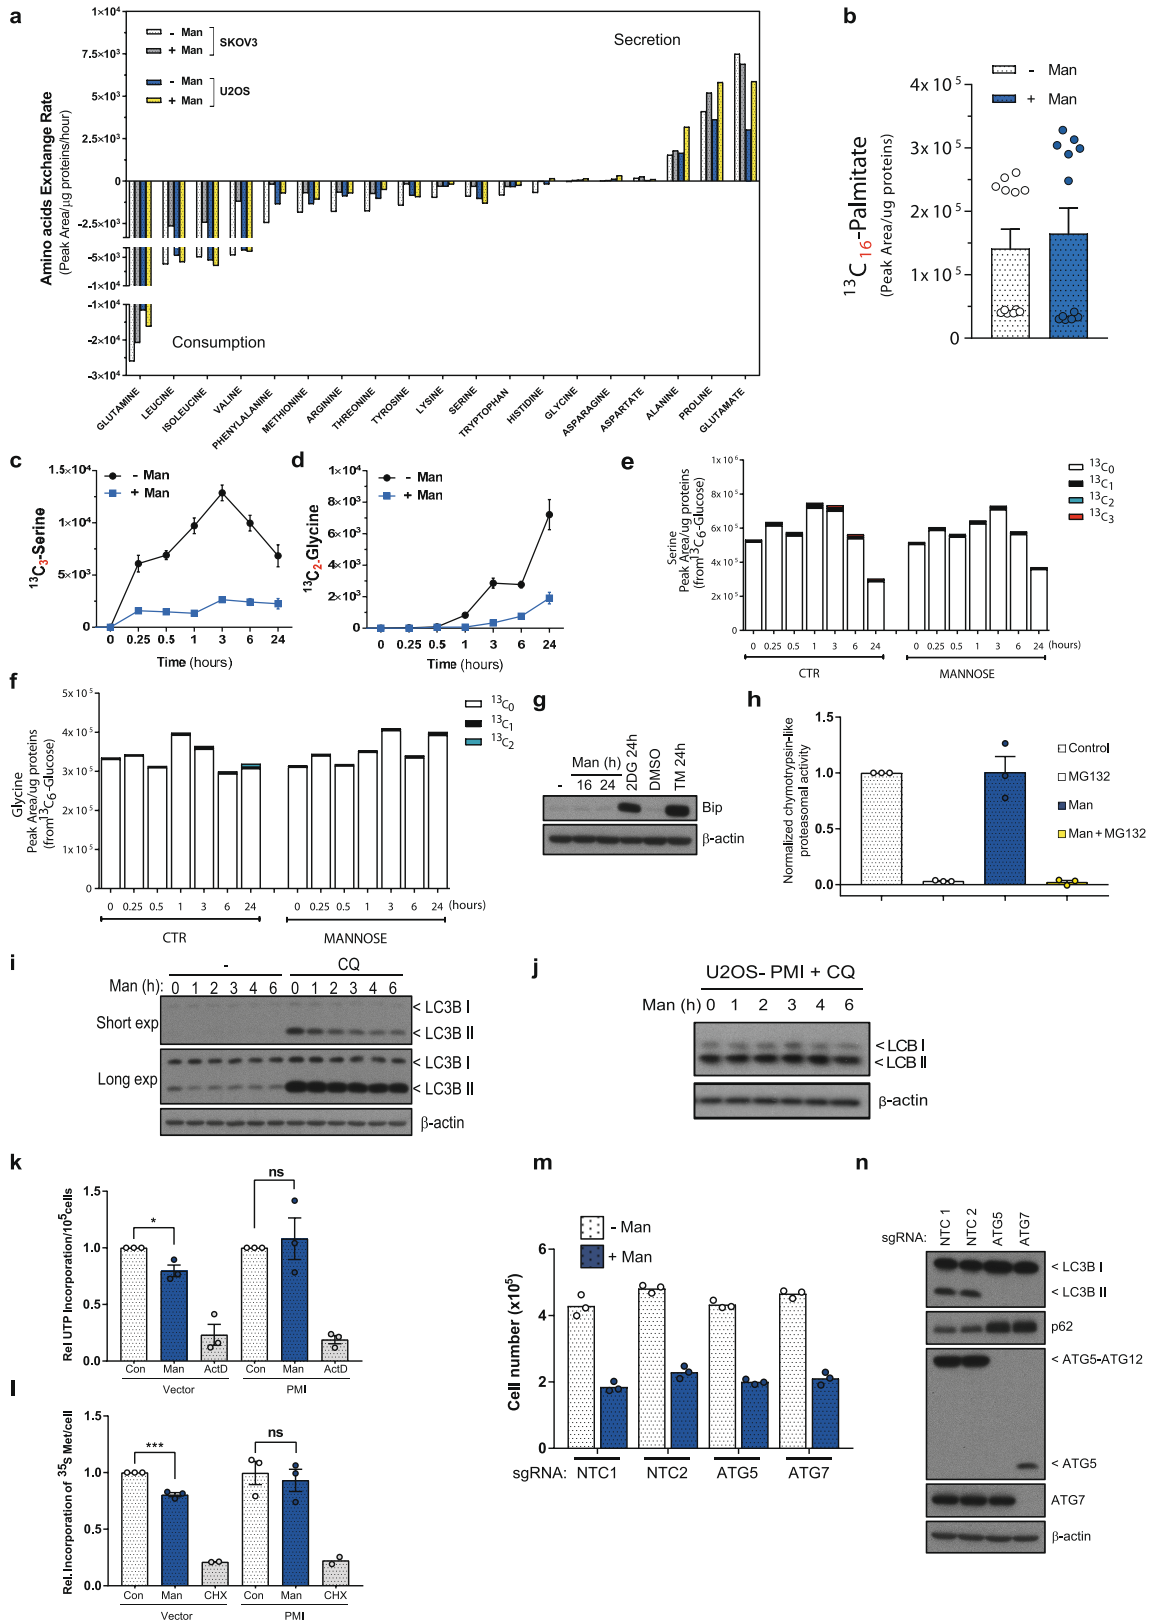 a
Amino acids Exchange Rate
(Peak Area/µg proteins/hour)
1×10⁴
7.5×10³
5×10³
2.5×10³
0
-2.5×10³
-5×10³
-1×10⁴
-1×10⁴
-2×10⁴
-3×10⁴
- Man
+ Man
SKOV3
- Man
+ Man
U2OS
Secretion
Consumption
GLUTAMINE
LEUCINE
ISOLEUCINE
VALINE
PHENYLALANINE
METHIONINE
ARGININE
THREONINE
TYROSINE
LYSINE
SERINE
TRYPTOPHAN
HISTIDINE
GLYCINE
ASPARAGINE
ASPARTATE
ALANINE
PROLINE
GLUTAMATE
b
¹³C₁₆-Palmitate
(Peak Area/ug proteins)
- Man
+ Man
4x 10⁵
3x 10⁵
2x 10⁵
1x 10⁵
0
c
¹³C₃-Serine
- Man
+ Man
1.5×10⁴
1×10⁴
5×10³
0
0 0.25 0.5 1 3 6 24
Time (hours)
d
¹³C₂-Glycine
- Man
+ Man
1×10⁴
8×10³
6×10³
4×10³
2×10³
0
0 0.25 0.5 1 3 6 24
Time (hours)
e
Serine
Peak Area/ug proteins
(from¹³C₆-Glucose)
1x 10⁶
8x 10⁵
6x 10⁵
4x 10⁵
2x 10⁵
0
¹³C₀
¹³C₁
¹³C₂
¹³C₃
0 0.25 0.5 1 3 6 24 0 0.25 0.5 1 3 6 24 (hours)
CTR MANNOSE
f
Glycine
Peak Area/ug proteins
(from¹³C₆-Glucose)
5x 10⁵
4x 10⁵
3x 10⁵
2x 10⁵
1x 10⁵
0
¹³C₀
¹³C₁
¹³C₂
0 0.25 0.5 1 3 6 24 0 0.25 0.5 1 3 6 24 (hours)
CTR MANNOSE
g
Man (h)
- 16 24 2DG 24h DMSO TM 24h
Bip
β-actin
h
Normalized chymotrypsin-like
proteasomal activity
1.5
1.0
0.5
0.0
Control
MG132
Man
Man + MG132
i
- CQ
Man (h): 0 1 2 3 4 6 0 1 2 3 4 6
Short exp
< LC3B I
< LC3B II
Long exp
< LC3B I
< LC3B II
β-actin
j
U2OS- PMI + CQ
Man (h) 0 1 2 3 4 6
< LCB I
< LCB II
β-actin
k
Rel UTP Incorporation/10⁵cells
1.5
1.0
0.5
0.0
*
ns
Con Man ActD Con Man ActD
Vector PMI
l
Rel. Incorporation of ³⁵S Met/cell
1.5
1.0
0.5
0.0
***
ns
Con Man CHX Con Man CHX
Vector PMI
m
- Man
+ Man
Cell number (x10⁵)
6
4
2
0
sgRNA: NTC1 NTC2 ATG5 ATG7
n
sgRNA: NTC 1 NTC 2 ATG5 ATG7
< LC3B I
< LC3B II
p62
< ATG5-ATG12
< ATG5
ATG7
β-actin